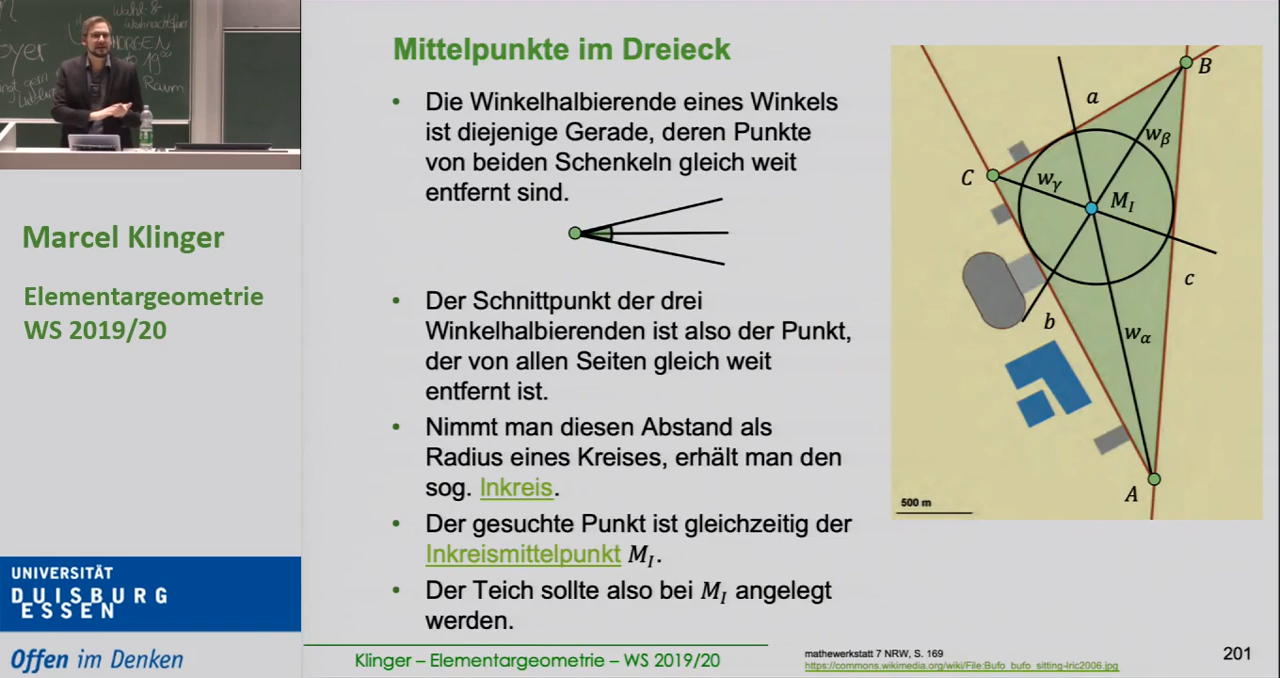 Wahl-&
MORGEN
19⁰⁰
Raum
Marcel Klinger
Elementargeometrie
WS 2019/20
UNIVERSITÄT
DUISBURG
ESSEN
Offen im Denken
Mittelpunkte im Dreieck
• Die Winkelhalbierende eines Winkels
ist diejenige Gerade, deren Punkte
von beiden Schenkeln gleich weit
entfernt sind.
• Der Schnittpunkt der drei
Winkelhalbierenden ist also der Punkt,
der von allen Seiten gleich weit
entfernt ist.
• Nimmt man diesen Abstand als
Radius eines Kreises, erhält man den
sog. Inkreis.
• Der gesuchte Punkt ist gleichzeitig der
Inkreismittelpunkt M_I.
• Der Teich sollte also bei M_I angelegt
werden.
B
a
w_β
C
w_γ
M_I
c
b
w_α
A
500 m
Klinger – Elementargeometrie – WS 2019/20
mathewerkstatt 7 NRW, S. 169
https://commons.wikimedia.org/wiki/File:Bufo_bufo_sitting-Iric2006.jpg
201